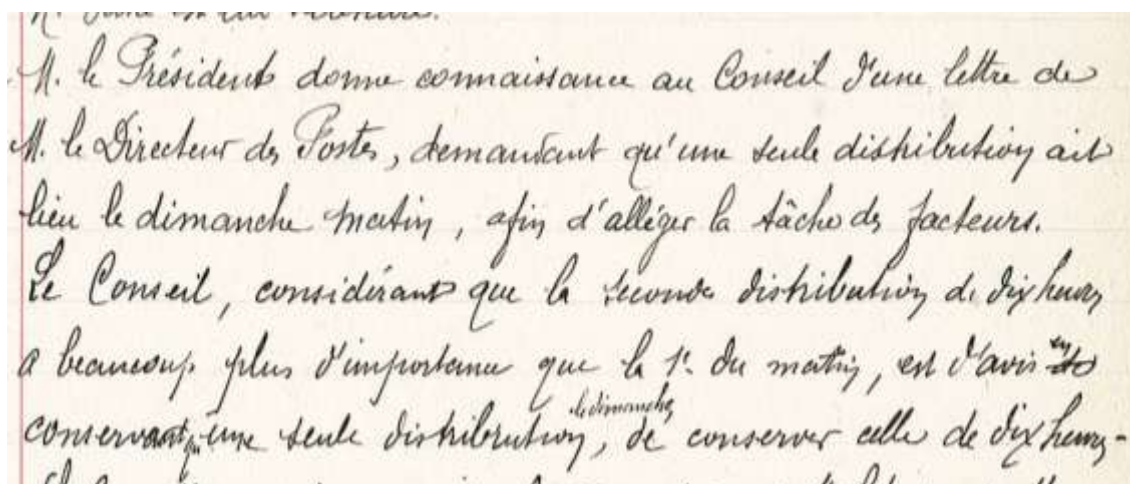 M. le Président donne connaissance au Conseil d'une lettre de
M. le Directeur des Postes, demandant qu'une seule distribution ait
lieu le dimanche matin, afin d'alléger la tâche des facteurs.
Le Conseil, considérant que la seconde distribution de dix heures
a beaucoup plus d'importance que la 1e du matin, est d'avis en
conservant qu'une seule distribution, le dimanche, de conserver celle de dix heures -